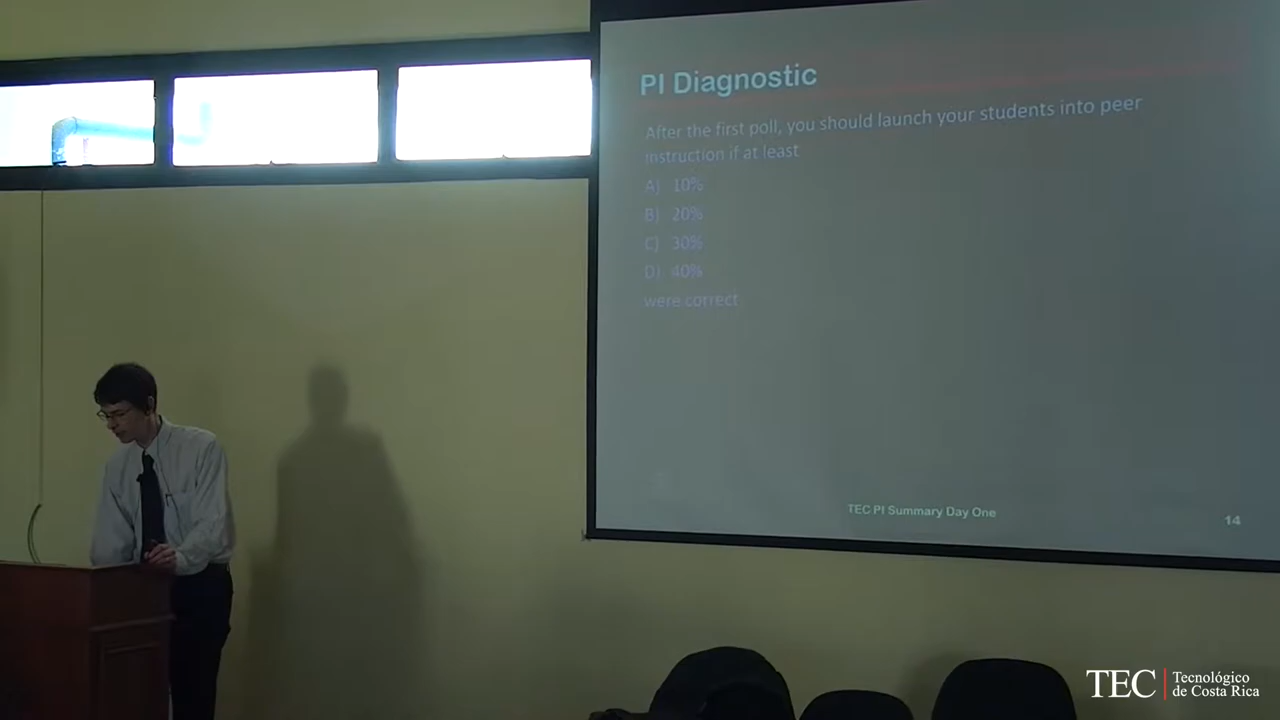 PI Diagnostic
After the first poll, you should launch your students into peer
instruction if at least
A) 10%
B) 20%
C) 30%
D) 40%
were correct
TEC PI Summary Day One
14
TEC
Tecnológico
de Costa Rica